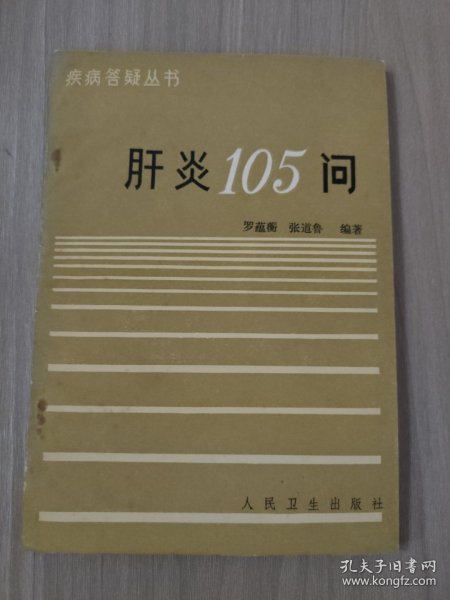 疾病答疑丛书
肝炎105问
罗蕴衡 张道鲁 编著
人民卫生出版社
孔夫子旧书网
www.kongfz.com